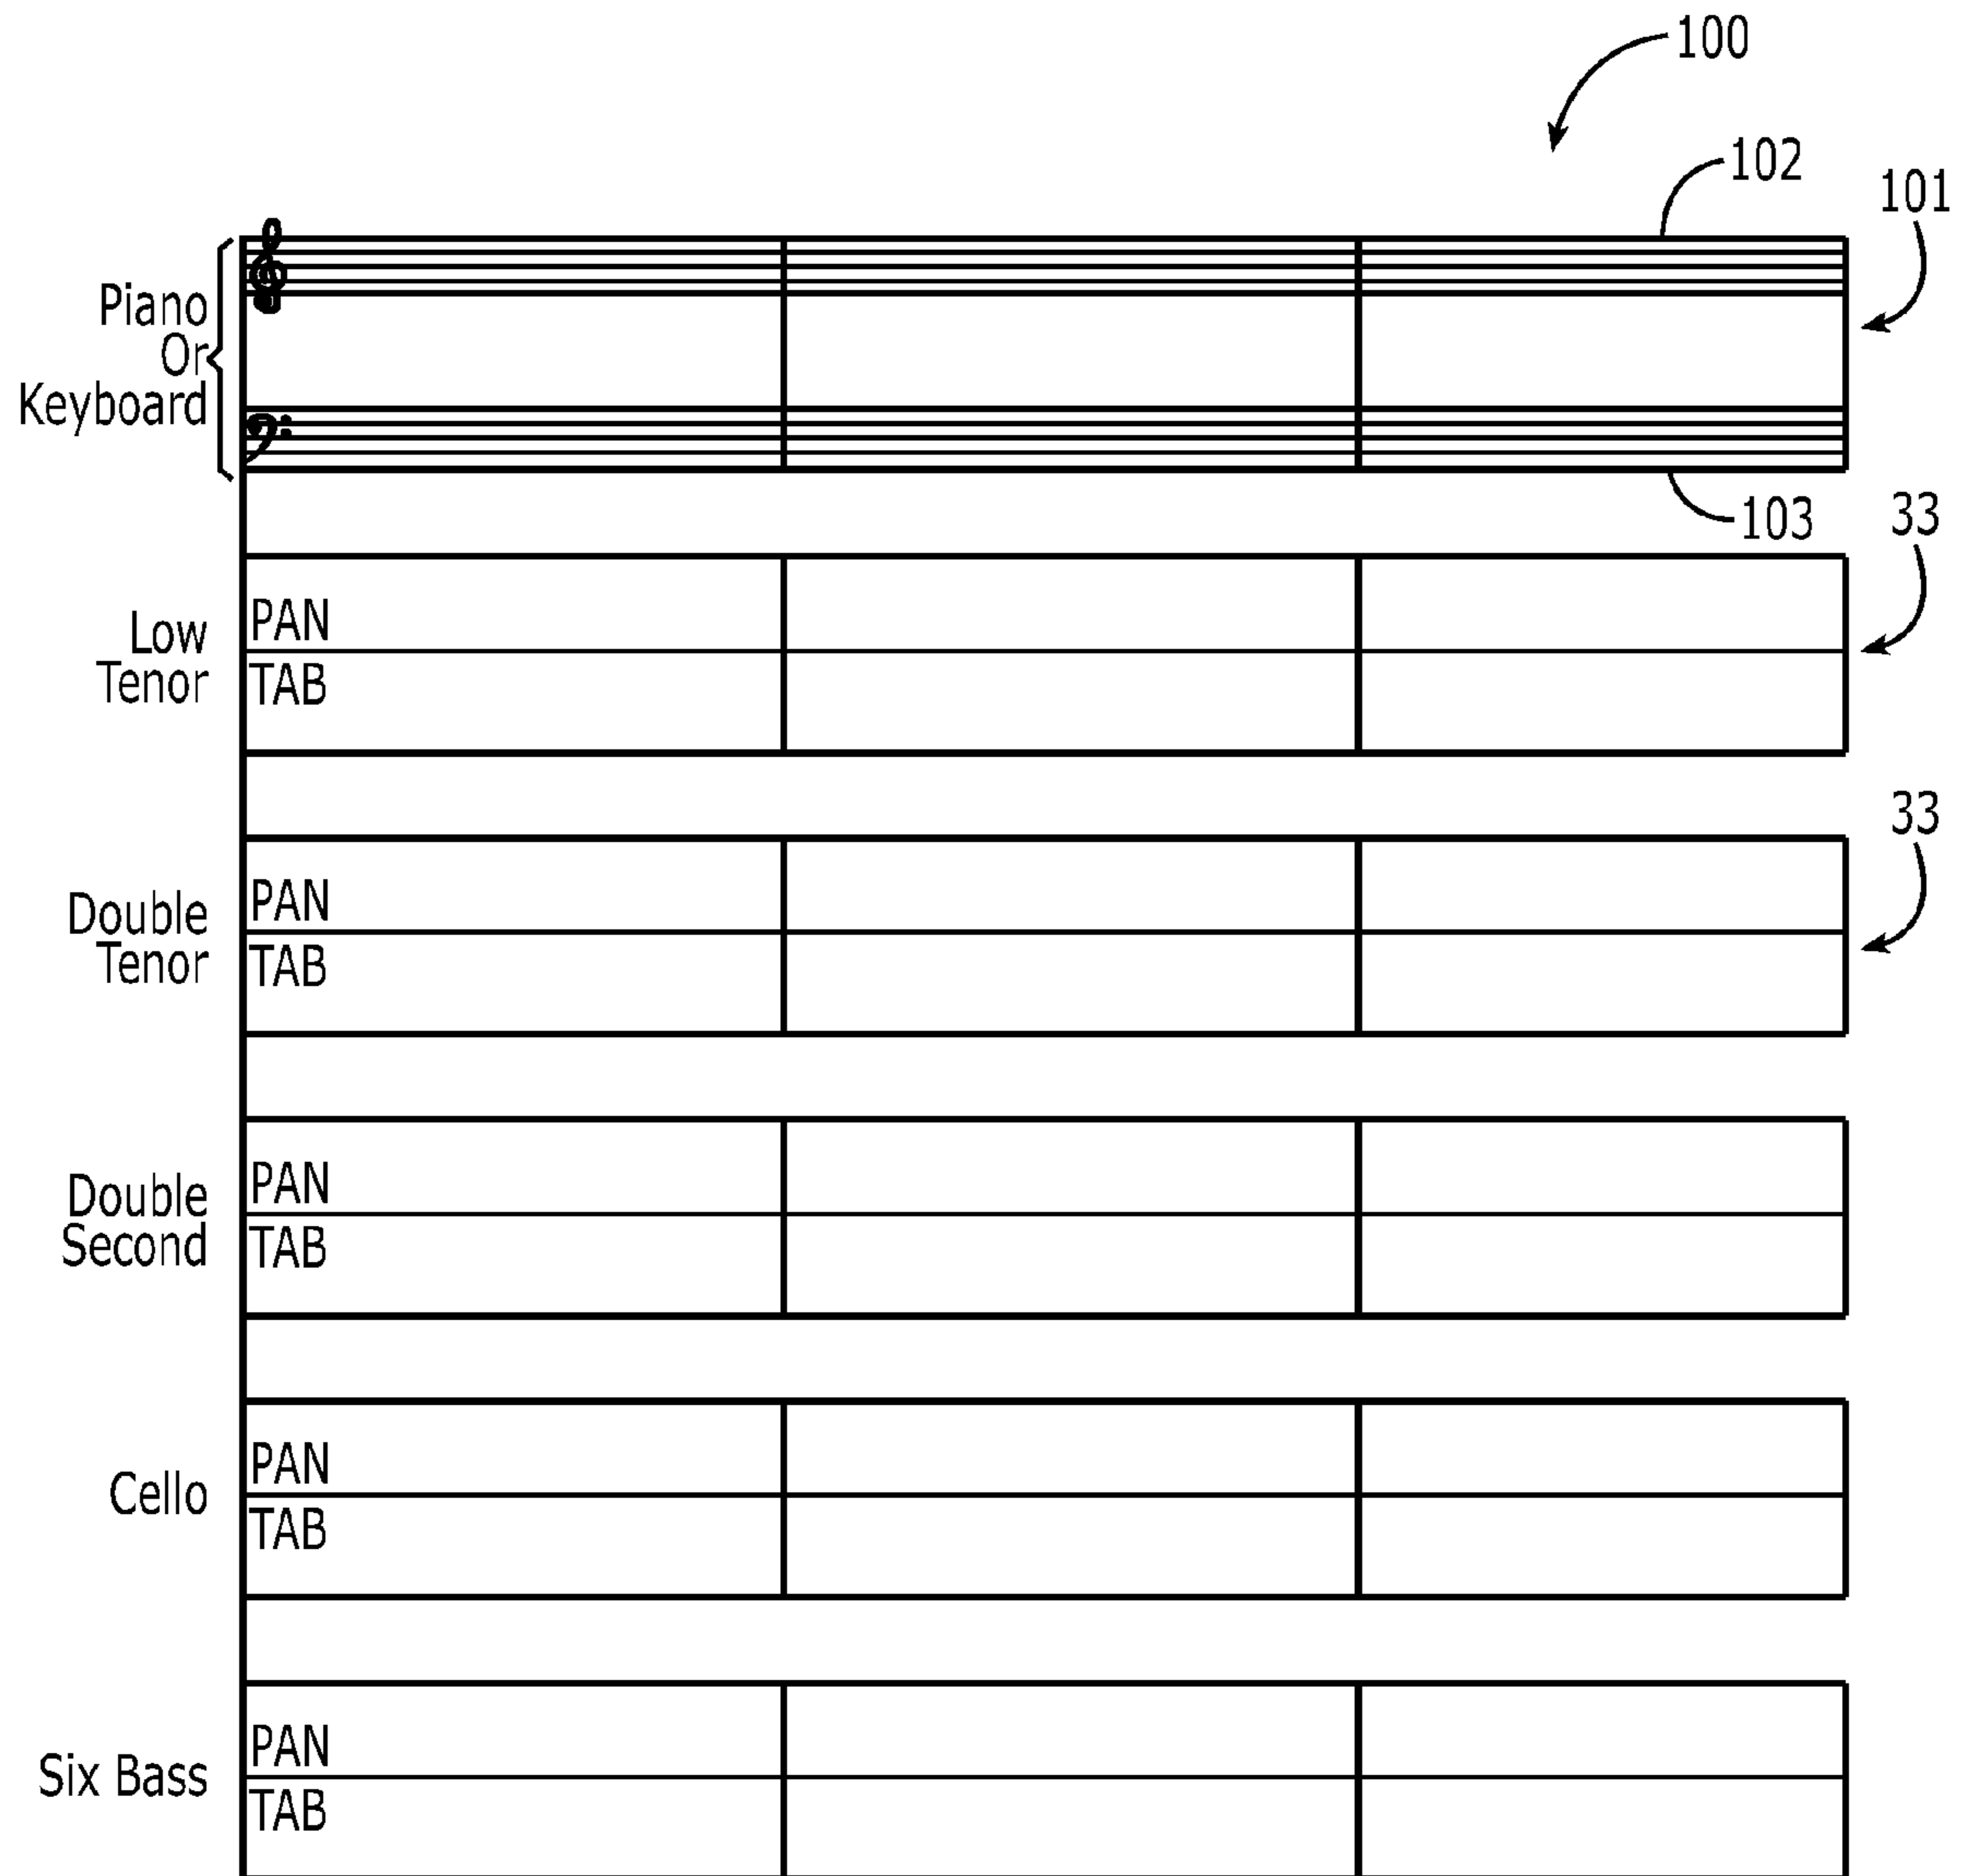 100
102
101
Piano
Or
Keyboard
103
33
Low
Tenor
PAN
TAB
33
Double
Tenor
PAN
TAB
Double
Second
PAN
TAB
Cello
PAN
TAB
Six Bass
PAN
TAB